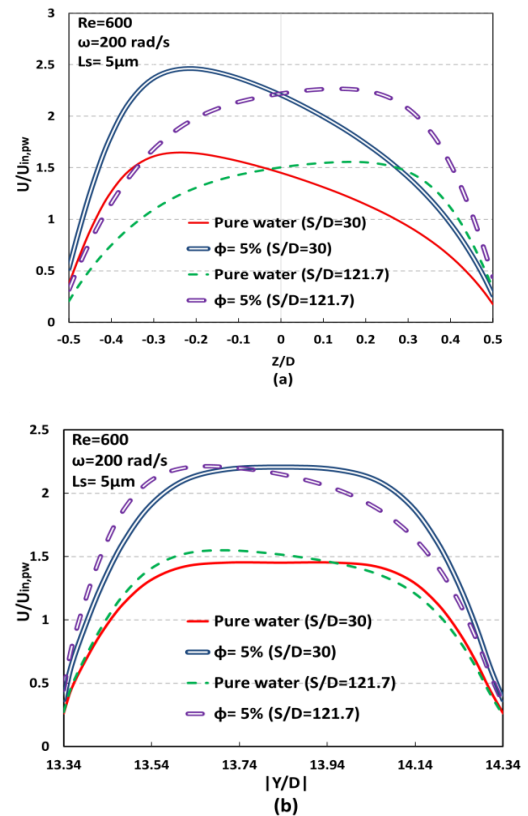 Re=600
ω=200 rad/s
Ls= 5μm
3
2.5
2
1.5
1
0.5
0
U/Uin,pw
Pure water (S/D=30)
ϕ= 5% (S/D=30)
Pure water (S/D=121.7)
ϕ= 5% (S/D=121.7)
-0.5 -0.4 -0.3 -0.2 -0.1 0 0.1 0.2 0.3 0.4 0.5
Z/D
(a)
Re=600
ω=200 rad/s
Ls= 5μm
2.5
2
1.5
1
0.5
0
U/Uin,pw
Pure water (S/D=30)
ϕ= 5% (S/D=30)
Pure water (S/D=121.7)
ϕ= 5% (S/D=121.7)
13.34 13.54 13.74 13.94 14.14 14.34
|Y/D|
(b)